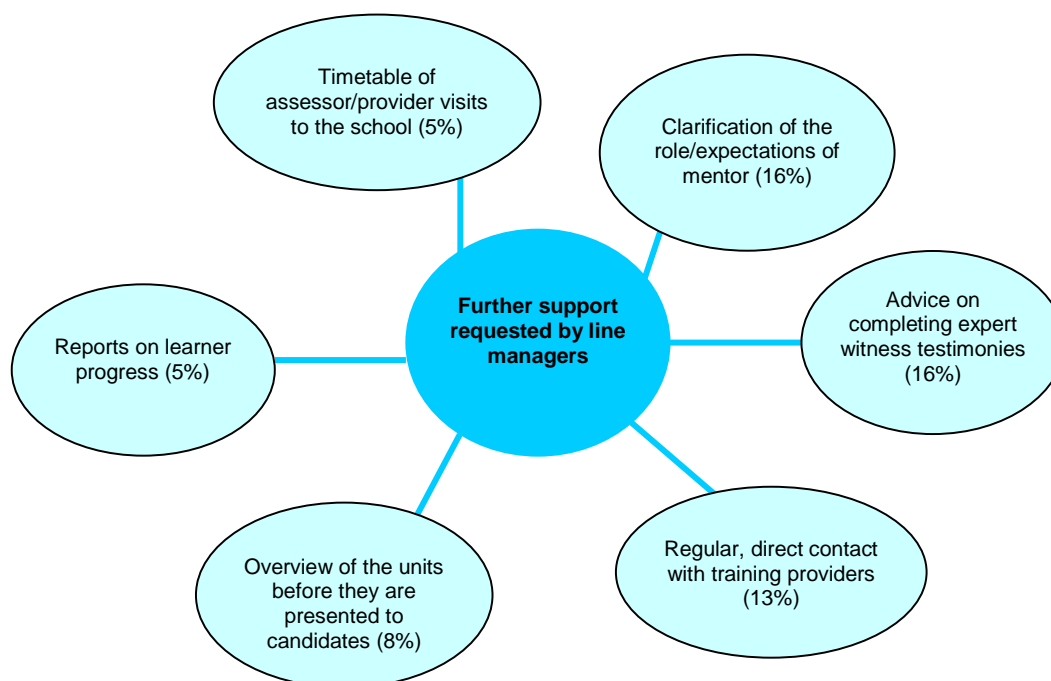 Timetable of
assessor/provider visits
to the school (5%)
Clarification of the
role/expectations of
mentor (16%)
Further support
requested by line
managers
Advice on
completing expert
witness testimonies
(16%)
Reports on learner
progress (5%)
Overview of the units
before they are
presented to
candidates (8%)
Regular, direct contact
with training providers
(13%)